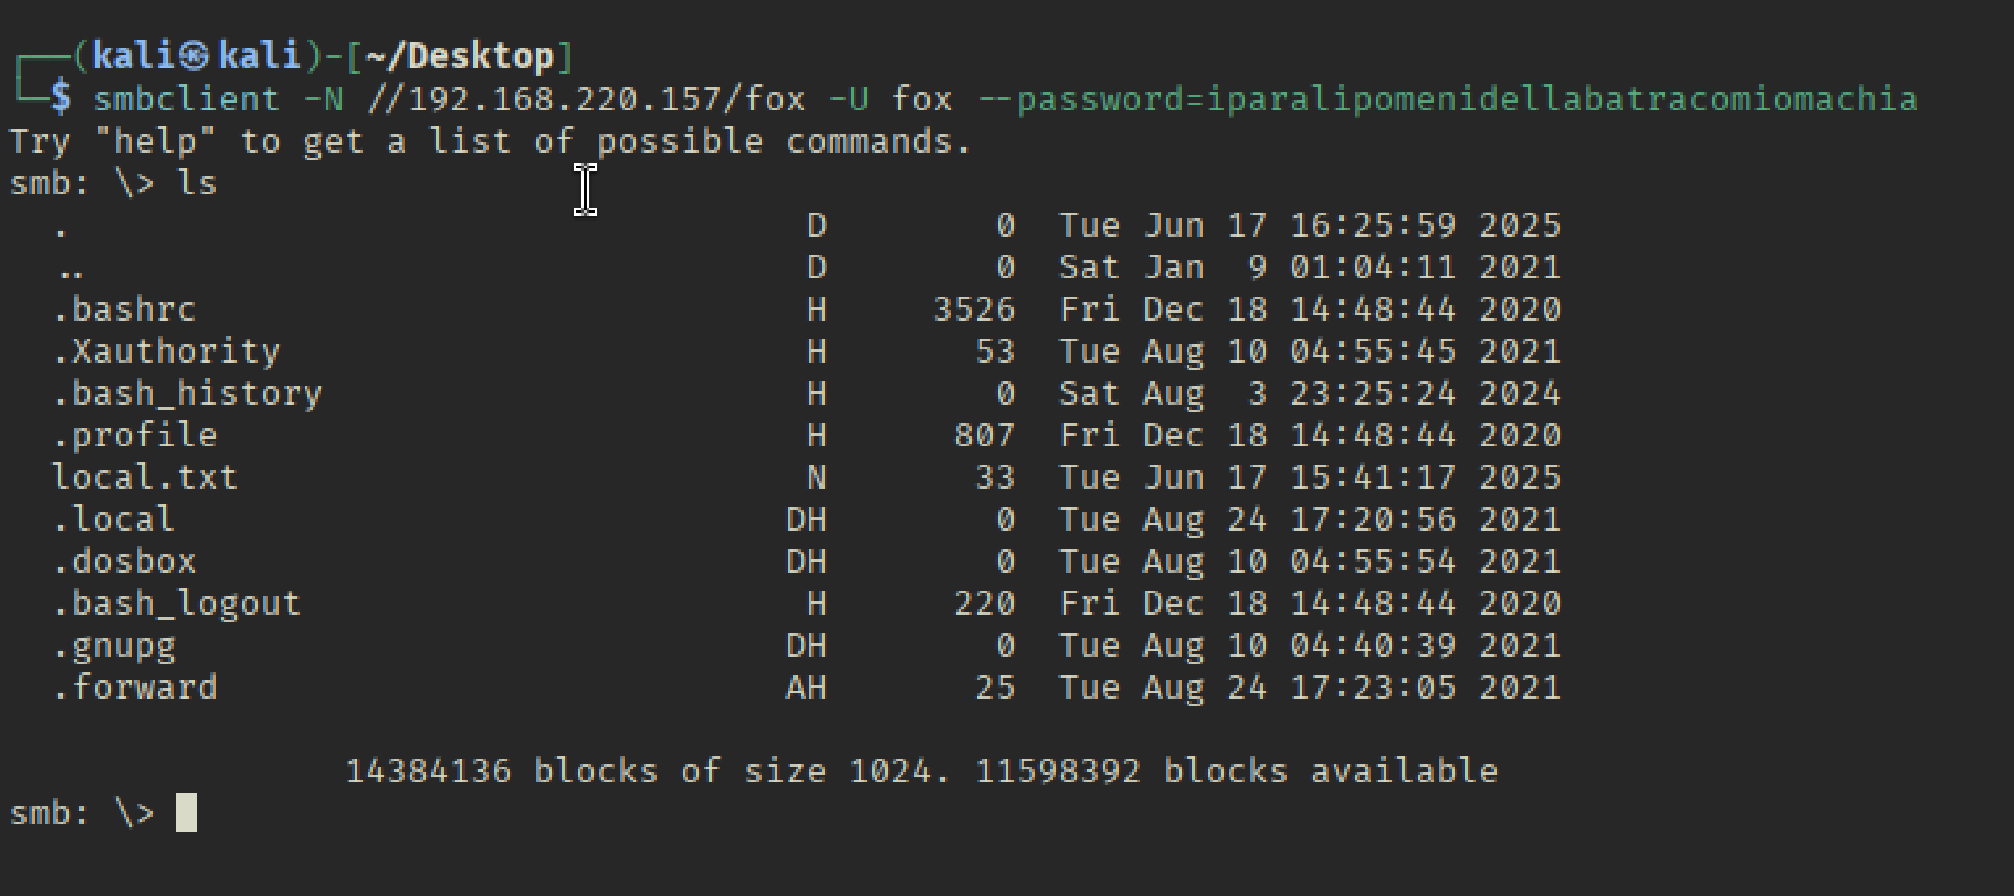 ┌──(kali㉿kali)-[~/Desktop]
└─$ smbclient -N //192.168.220.157/fox -U fox --password=iparalipomenidellabatracomiomachia
Try "help" to get a list of possible commands.
smb: \> ls
  .                                   D        0  Tue Jun 17 16:25:59 2025
  ..                                  D        0  Sat Jan  9 01:04:11 2021
  .bashrc                             H     3526  Fri Dec 18 14:48:44 2020
  .Xauthority                         H       53  Tue Aug 10 04:55:45 2021
  .bash_history                       H        0  Sat Aug  3 23:25:24 2024
  .profile                            H      807  Fri Dec 18 14:48:44 2020
  local.txt                           N       33  Tue Jun 17 15:41:17 2025
  .local                             DH        0  Tue Aug 24 17:20:56 2021
  .dosbox                            DH        0  Tue Aug 10 04:55:54 2021
  .bash_logout                        H      220  Fri Dec 18 14:48:44 2020
  .gnupg                             DH        0  Tue Aug 10 04:40:39 2021
  .forward                           AH       25  Tue Aug 24 17:23:05 2021
                14384136 blocks of size 1024. 11598392 blocks available
smb: \>